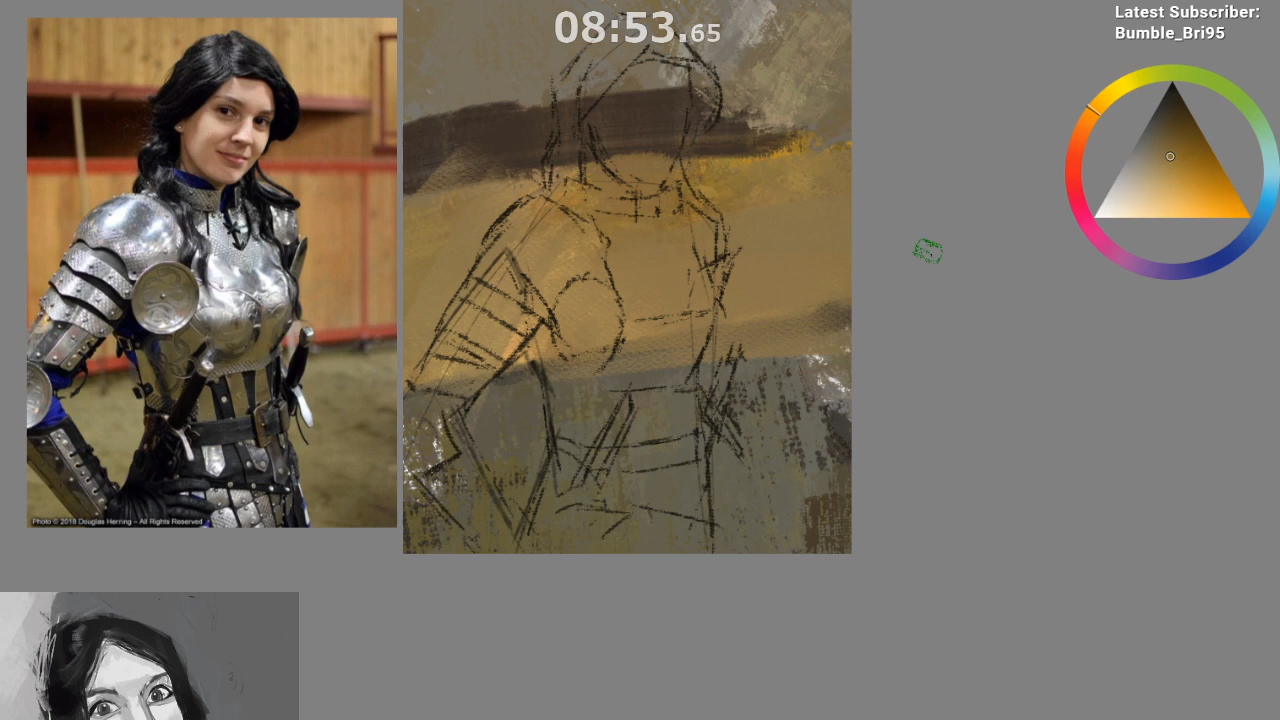 08:53.65
Latest Subscriber:
Bumble_Bri95
Photo © 2018 Douglas Herring – All Rights Reserved